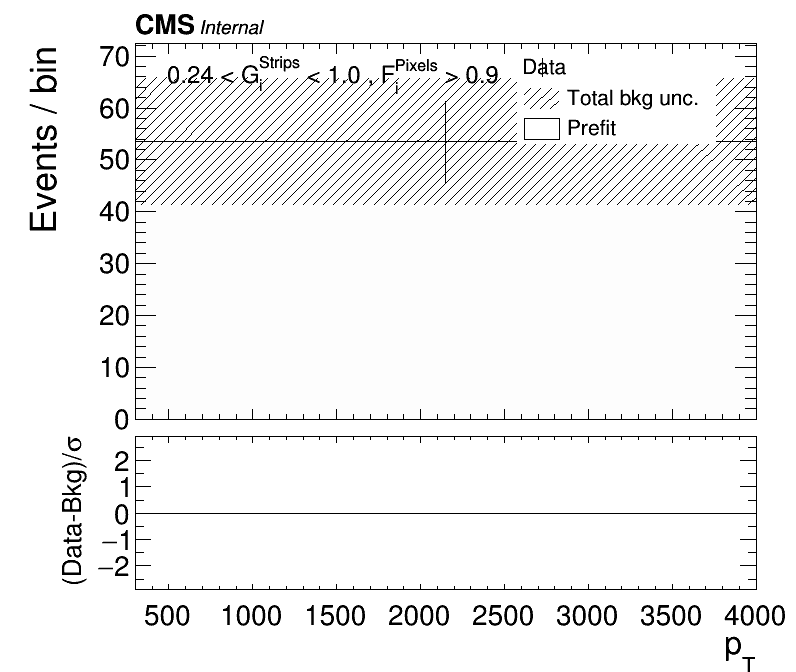 CMS Internal
Events / bin
0.24 < G_i^Strips < 1.0 , F_i^Pixels > 0.9
Data
Total bkg unc.
Prefit
70
60
50
40
30
20
10
0
(Data-Bkg)/σ
2
1
0
−1
−2
500 1000 1500 2000 2500 3000 3500 4000
p_T